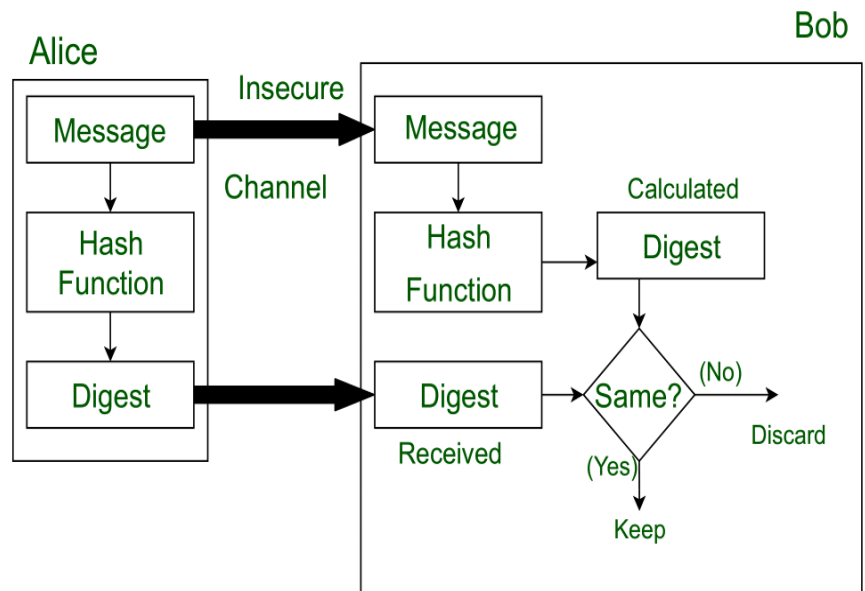 Alice
Message
Hash
Function
Digest
Insecure
Channel
Bob
Message
Hash
Function
Calculated
Digest
Digest
Received
Same?
(No)
Discard
(Yes)
Keep